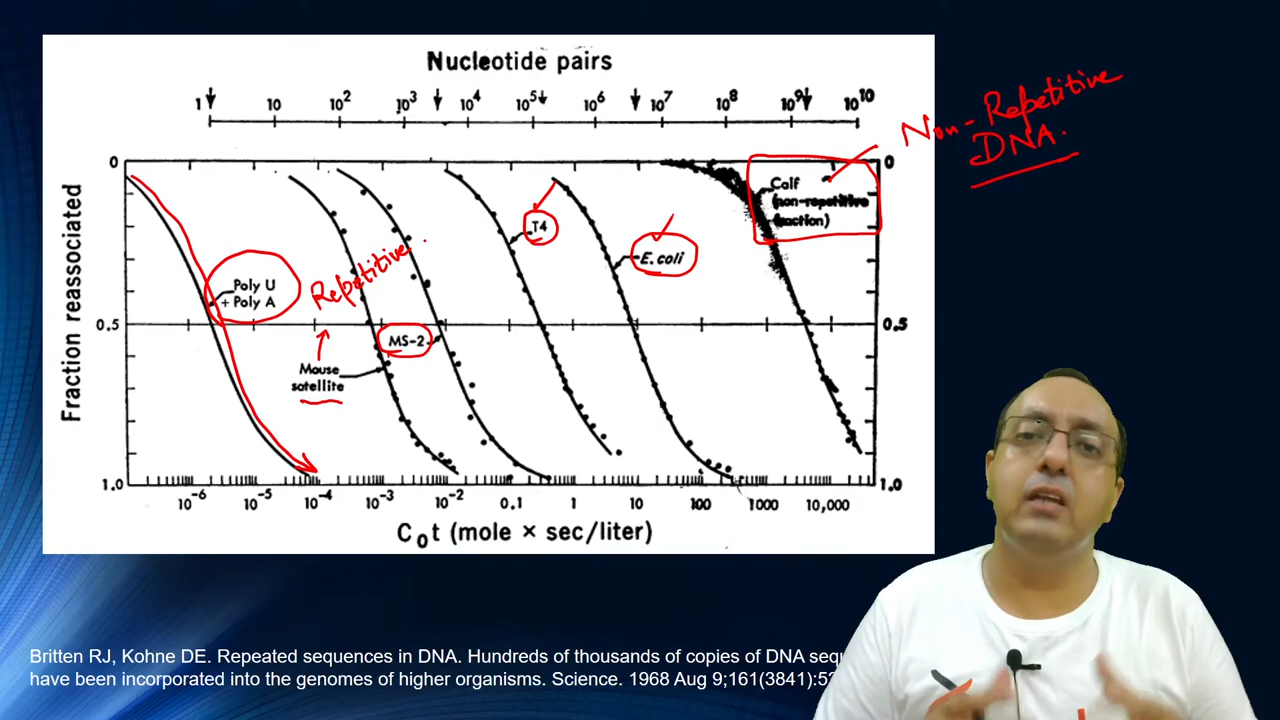 Nucleotide pairs
1 10 10² 10³ 10⁴ 10⁵ 10⁶ 10⁷ 10⁸ 10⁹ 10¹⁰
Non-Repetitive
DNA.
Fraction reassociated
0
0.5
1.0
0
0.5
1.0
Poly U
+ Poly A
Repetitive
Mouse
satellite
MS-2
T4
E.coli
Calf
(non-repetitive
fraction)
10⁻⁶ 10⁻⁵ 10⁻⁴ 10⁻³ 10⁻² 0.1 1 10 100 1000 10,000
C₀t (mole × sec/liter)
Britten RJ, Kohne DE. Repeated sequences in DNA. Hundreds of thousands of copies of DNA
have been incorporated into the genomes of higher organisms. Science. 1968 Aug 9;161(3841):